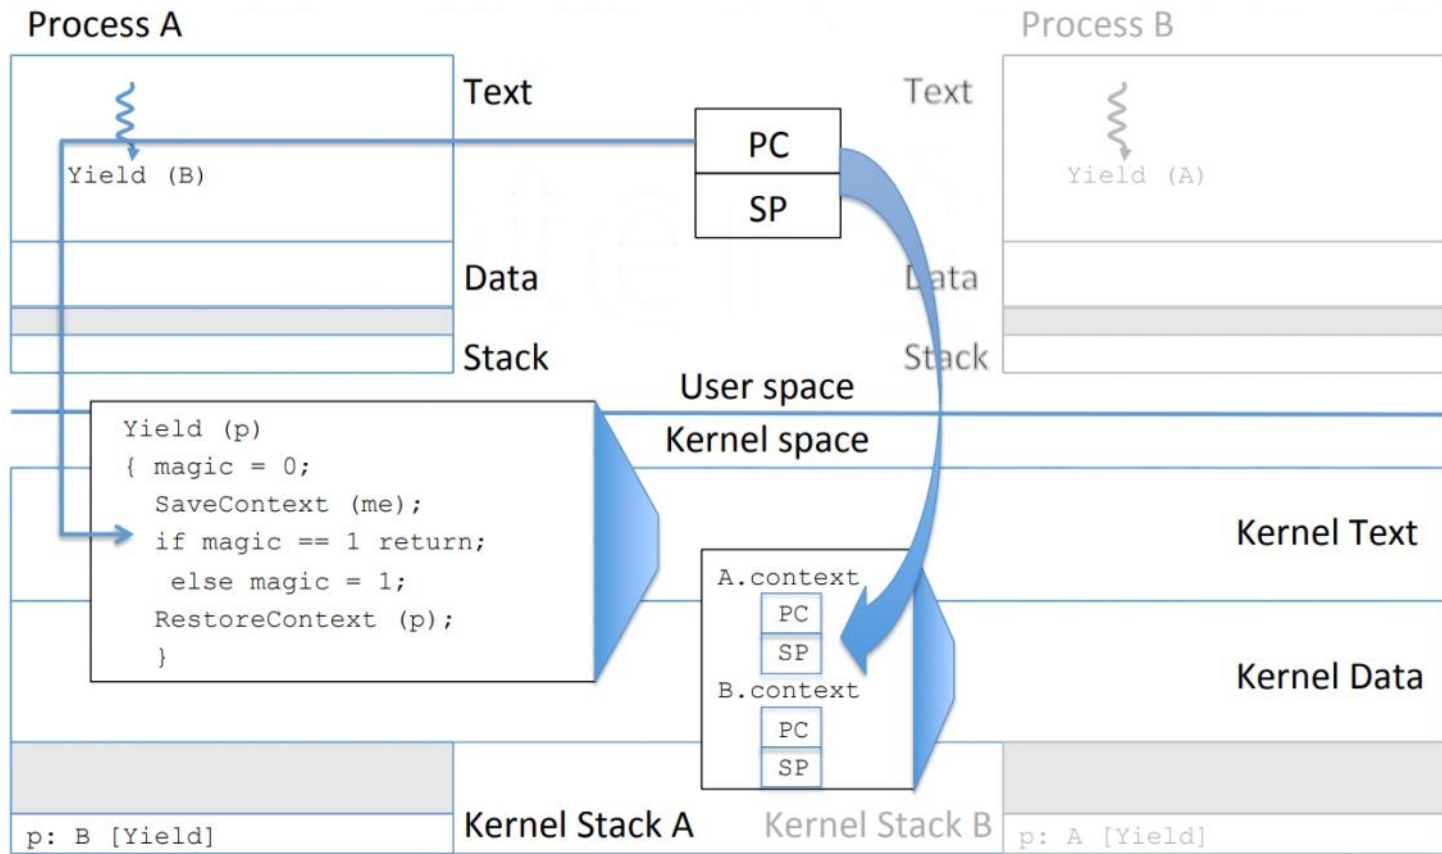 Process A
Process B
Text
Text
PC
SP
Yield (B)
Yield (A)
Data
Data
Stack
Stack
User space
Kernel space
Yield (p)
{ magic = 0;
SaveContext (me);
if magic == 1 return;
else magic = 1;
RestoreContext (p);
}
Kernel Text
A.context
PC
SP
B.context
PC
SP
Kernel Data
Kernel Stack A
Kernel Stack B
p: B [Yield]
p: A [Yield]